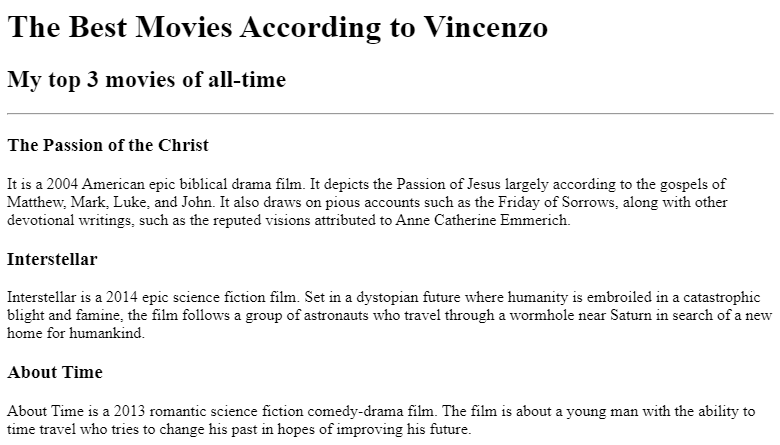 The Best Movies According to Vincenzo
My top 3 movies of all-time
The Passion of the Christ
It is a 2004 American epic biblical drama film. It depicts the Passion of Jesus largely according to the gospels of
Matthew, Mark, Luke, and John. It also draws on pious accounts such as the Friday of Sorrows, along with other
devotional writings, such as the reputed visions attributed to Anne Catherine Emmerich.
Interstellar
Interstellar is a 2014 epic science fiction film. Set in a dystopian future where humanity is embroiled in a catastrophic
blight and famine, the film follows a group of astronauts who travel through a wormhole near Saturn in search of a new
home for humankind.
About Time
About Time is a 2013 romantic science fiction comedy-drama film. The film is about a young man with the ability to
time travel who tries to change his past in hopes of improving his future.